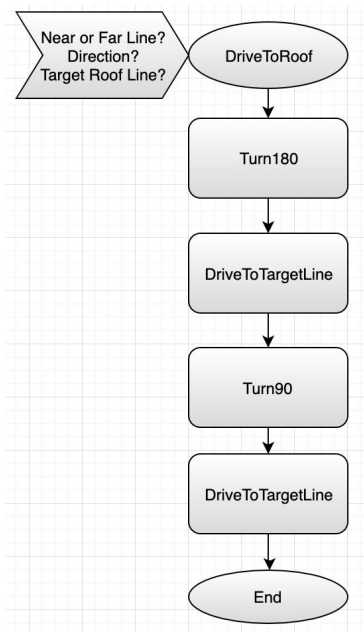 Near or Far Line?
Direction?
Target Roof Line?
DriveToRoof
Turn180
DriveToTargetLine
Turn90
DriveToTargetLine
End